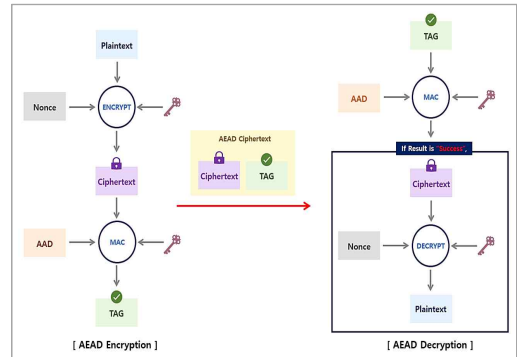 Plaintext
Nonce
ENCRYPT
Ciphertext
AAD
MAC
TAG
[ AEAD Encryption ]
AEAD Ciphertext
Ciphertext
TAG
TAG
AAD
MAC
If Result is "Success",
Ciphertext
Nonce
DECRYPT
Plaintext
[ AEAD Decryption ]